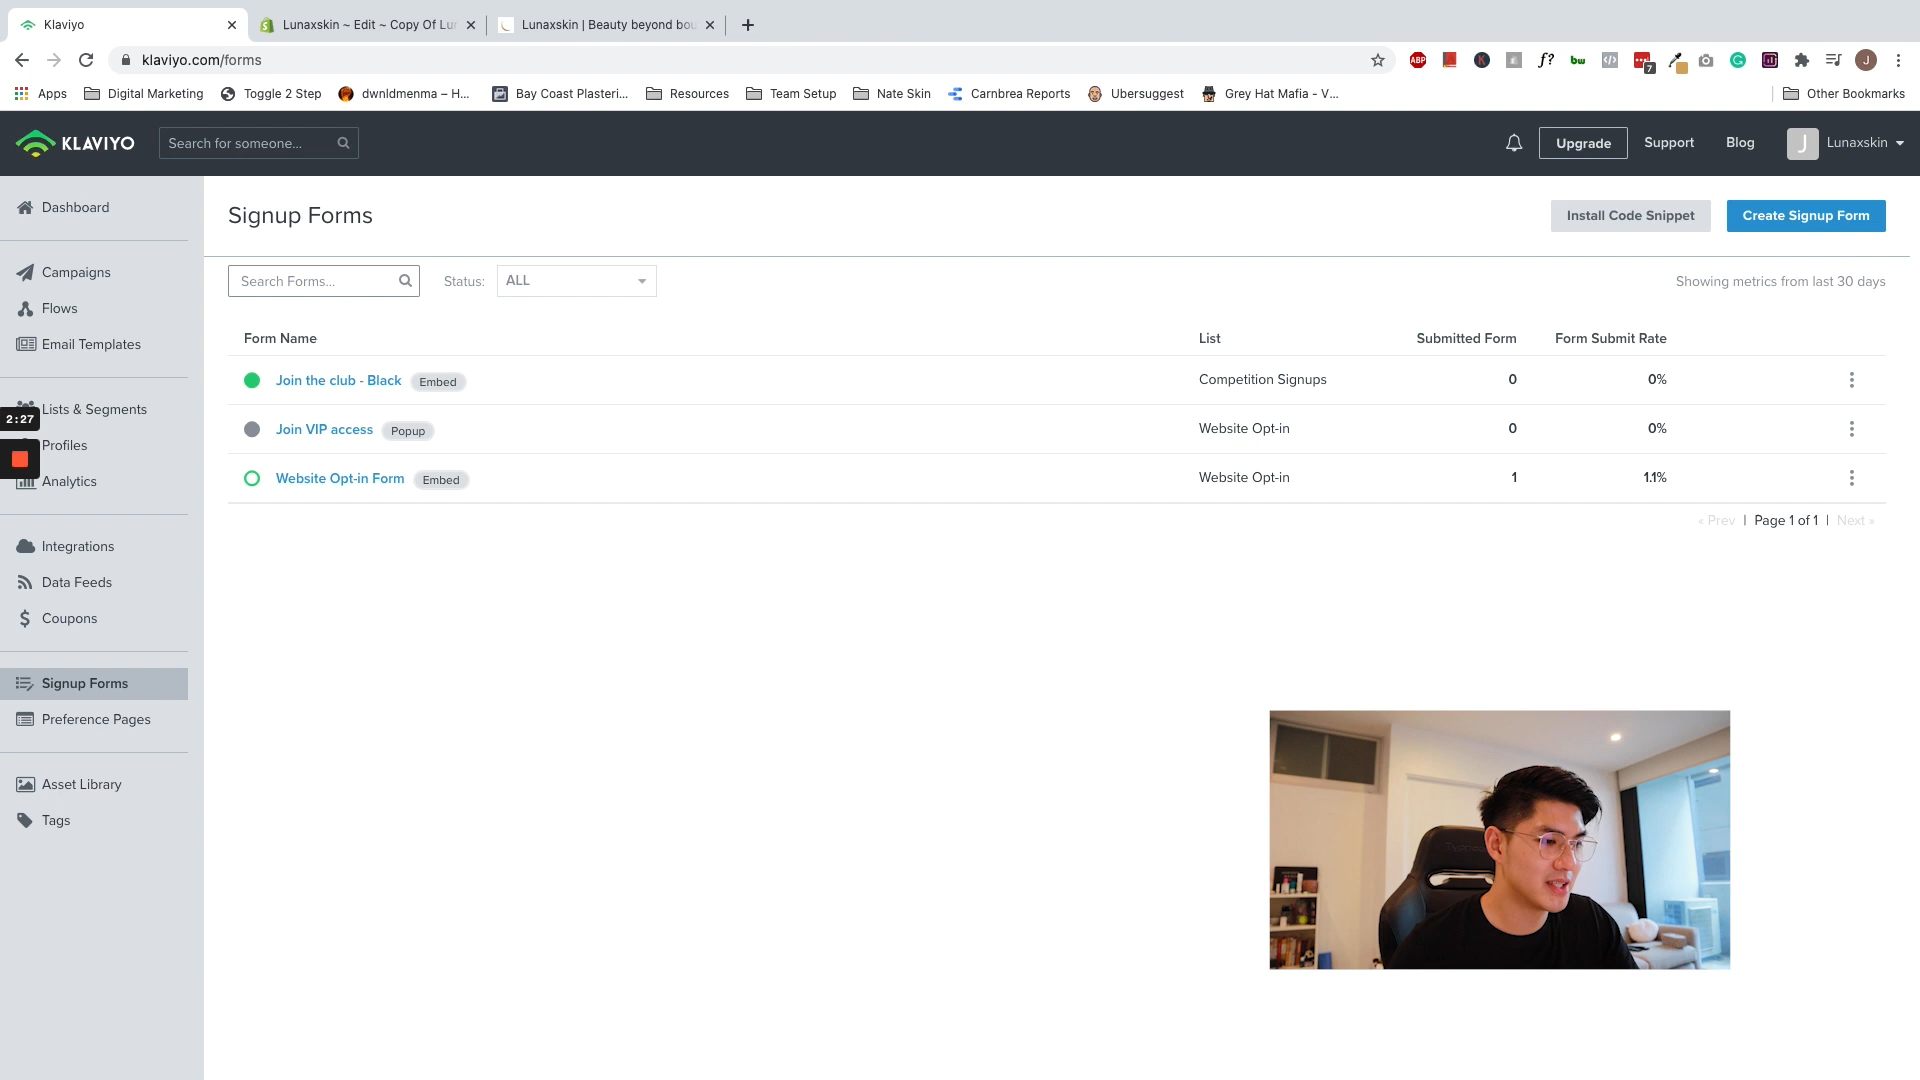 Klaviyo
Lunaxskin ~ Edit ~ Copy Of Lu
Lunaxskin | Beauty beyond bou
klaviyo.com/forms
ABP
f?
bw
7
J
Apps
Digital Marketing
Toggle 2 Step
dwnldmenma – H...
Bay Coast Plasteri...
Resources
Team Setup
Nate Skin
Carnbrea Reports
Ubersuggest
Grey Hat Mafia - V...
Other Bookmarks
KLAVIYO
Search for someone...
Upgrade
Support
Blog
J
Lunaxskin
Dashboard
Campaigns
Flows
Email Templates
Lists & Segments
2:27
Profiles
Analytics
Integrations
Data Feeds
Coupons
Signup Forms
Preference Pages
Asset Library
Tags
Signup Forms
Install Code Snippet
Create Signup Form
Search Forms...
Status:
ALL
Showing metrics from last 30 days
Form Name List Submitted Form Form Submit Rate
Join the club - Black Embed Competition Signups 0 0%
Join VIP access Popup Website Opt-in 0 0%
Website Opt-in Form Embed Website Opt-in 1 1.1%
« Prev | Page 1 of 1 | Next »